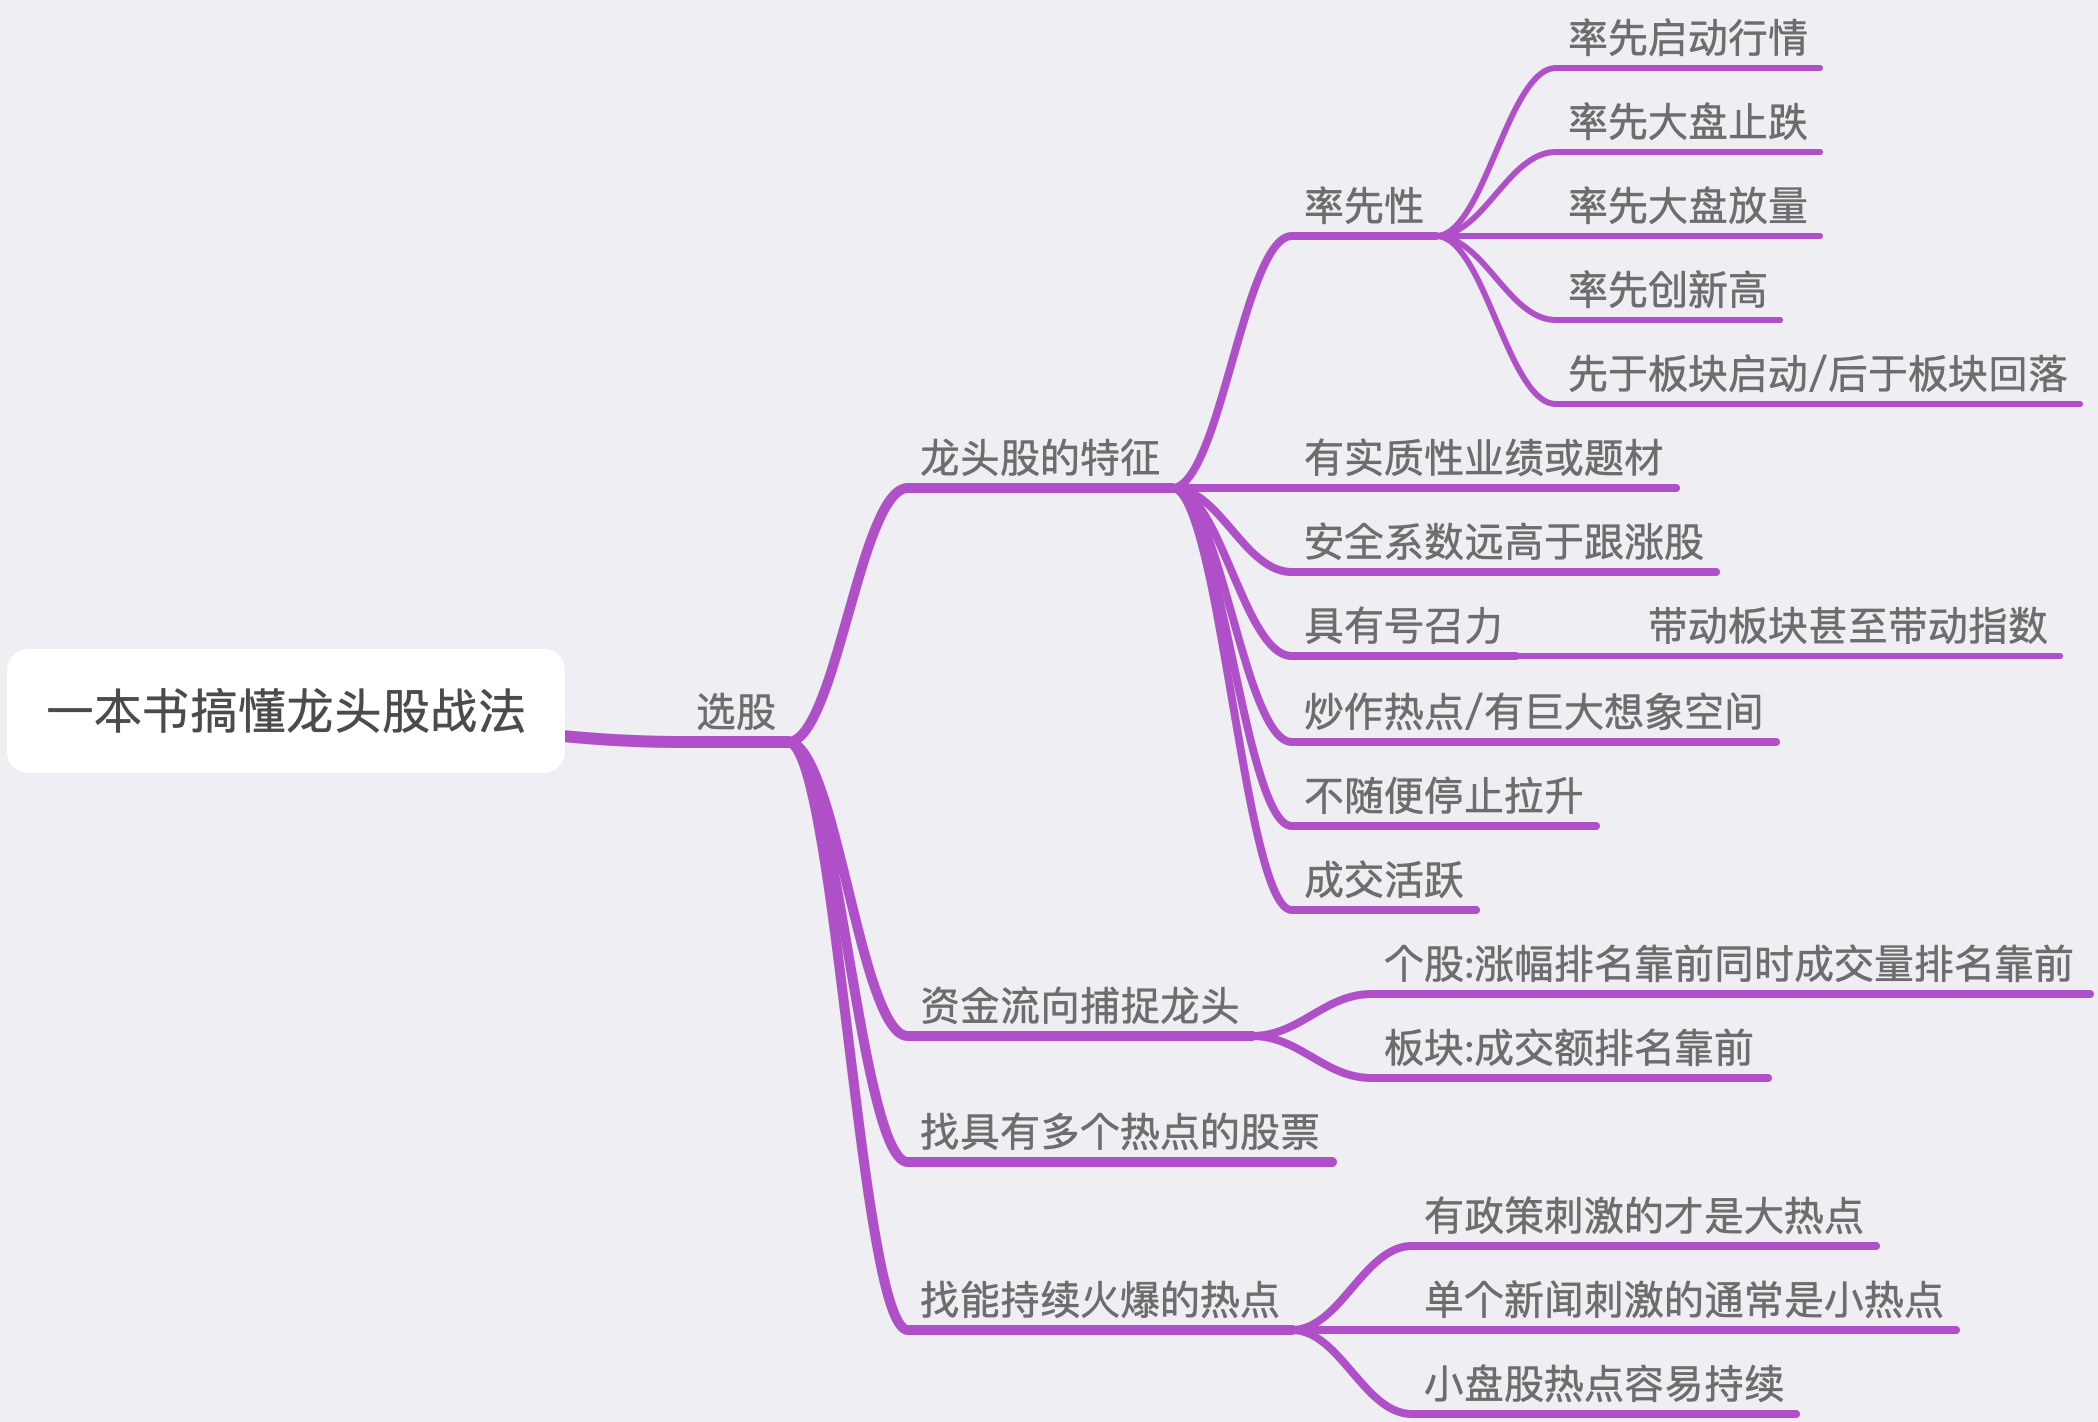 一本书搞懂龙头股战法
选股
龙头股的特征
率先性
率先启动行情
率先大盘止跌
率先大盘放量
率先创新高
先于板块启动/后于板块回落
有实质性业绩或题材
安全系数远高于跟涨股
具有号召力
带动板块甚至带动指数
炒作热点/有巨大想象空间
不随便停止拉升
成交活跃
资金流向捕捉龙头
个股:涨幅排名靠前同时成交量排名靠前
板块:成交额排名靠前
找具有多个热点的股票
找能持续火爆的热点
有政策刺激的才是大热点
单个新闻刺激的通常是小热点
小盘股热点容易持续